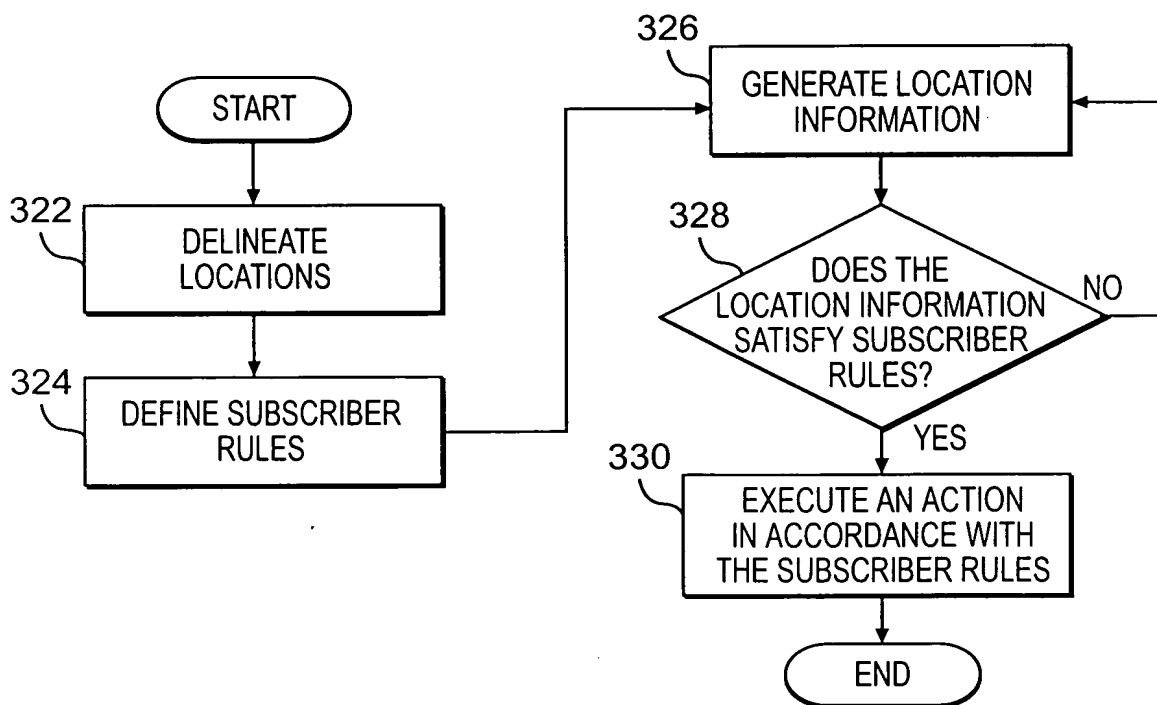 START
322
DELINEATE
LOCATIONS
324
DEFINE SUBSCRIBER
RULES
326
GENERATE LOCATION
INFORMATION
328
DOES THE
LOCATION INFORMATION
SATISFY SUBSCRIBER
RULES?
NO
YES
330
EXECUTE AN ACTION
IN ACCORDANCE WITH
THE SUBSCRIBER RULES
END